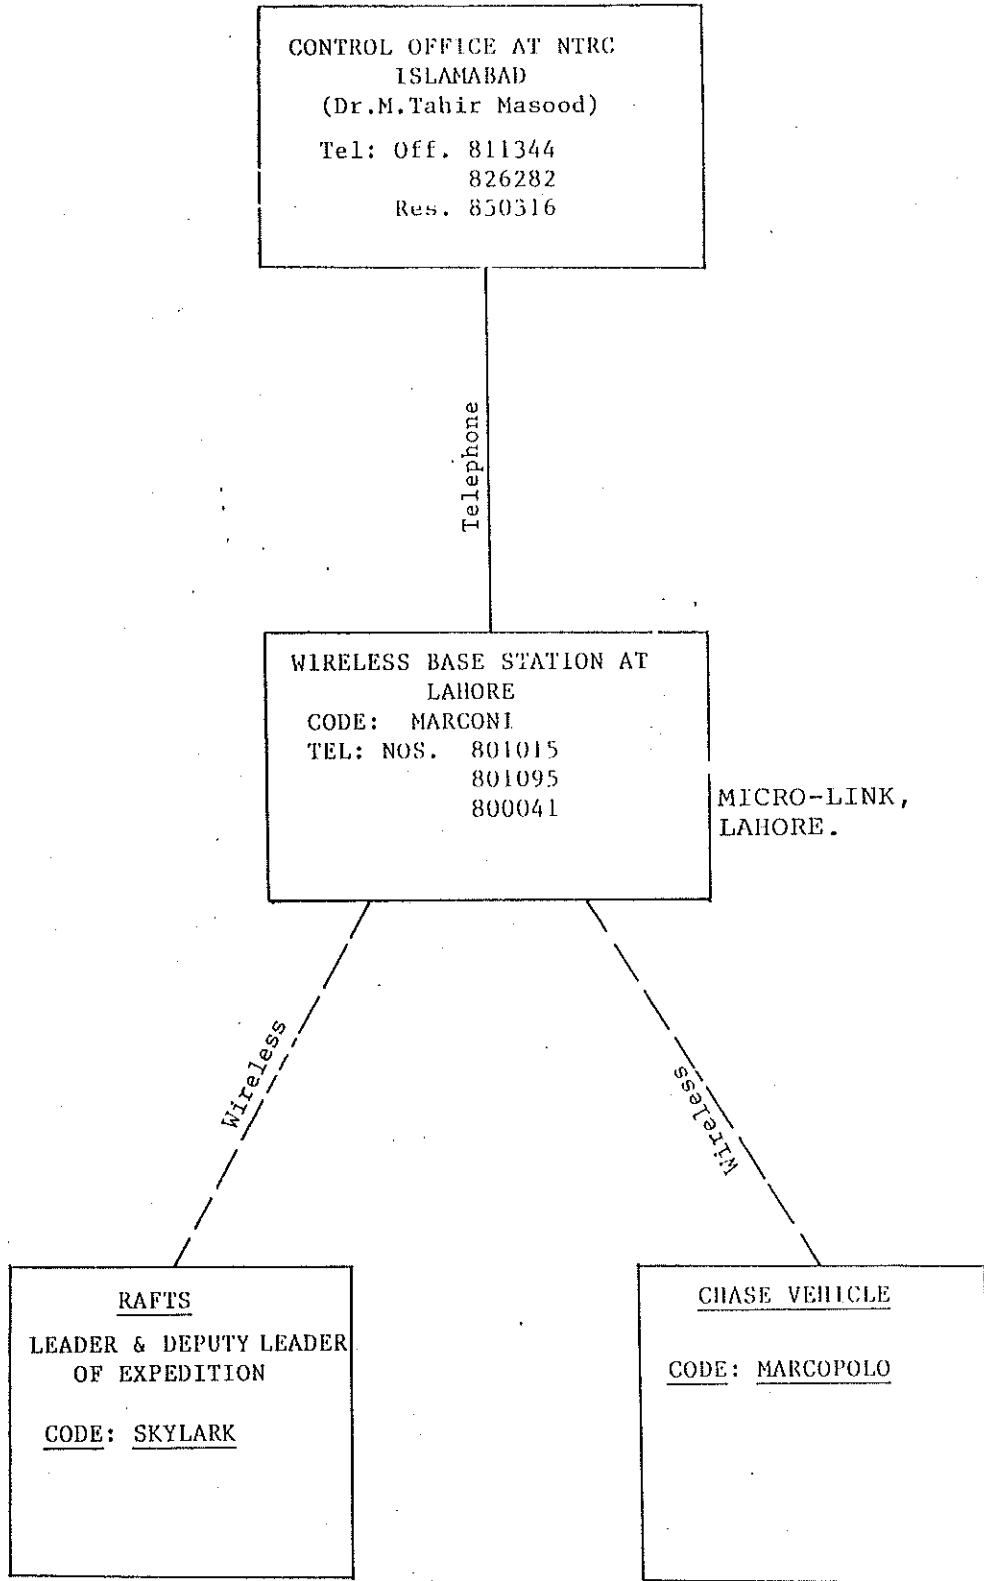 CONTROL OFFICE AT NTRC
ISLAMABAD
(Dr.M.Tahir Masood)
Tel: Off. 811344
826282
Res. 850316
Telephone
WIRELESS BASE STATION AT
LAHORE
CODE: MARCONI
TEL: NOS. 801015
801095
800041
MICRO-LINK,
LAHORE.
Wireless
Wireless
RAFTS
LEADER & DEPUTY LEADER
OF EXPEDITION
CODE: SKYLARK
CHASE VEHICLE
CODE: MARCOPOLO